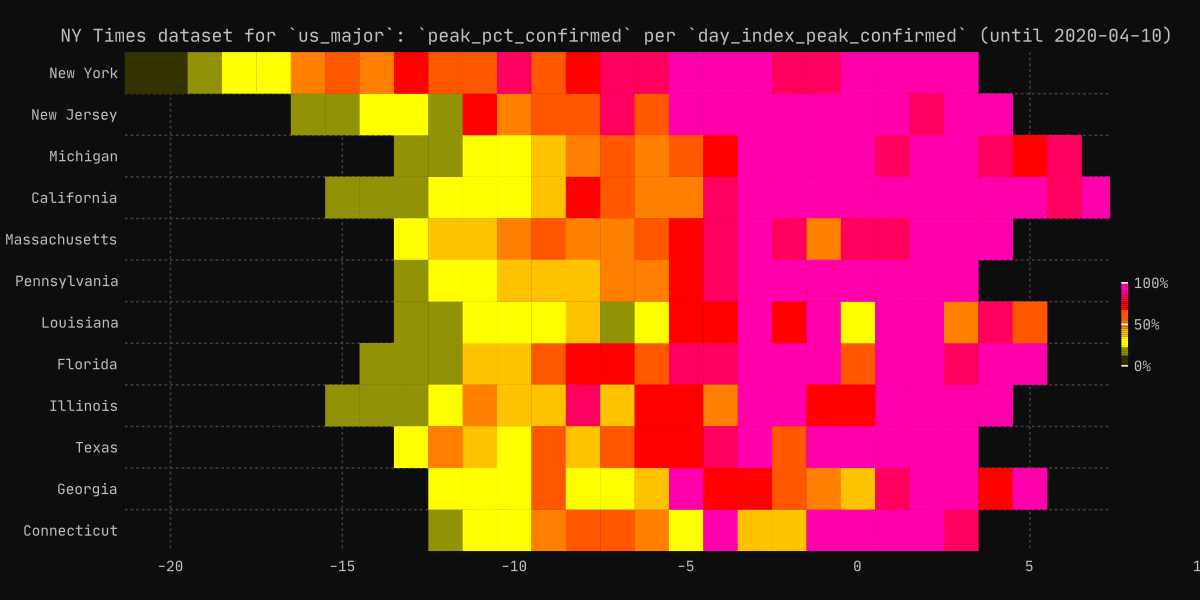 NY Times dataset for `us_major`: `peak_pct_confirmed` per `day_index_peak_confirmed` (until 2020-04-10)
New York
New Jersey
Michigan
California
Massachusetts
Pennsylvania
Louisiana
Florida
Illinois
Texas
Georgia
Connecticut
100%
50%
0%
-20
-15
-10
-5
0
5